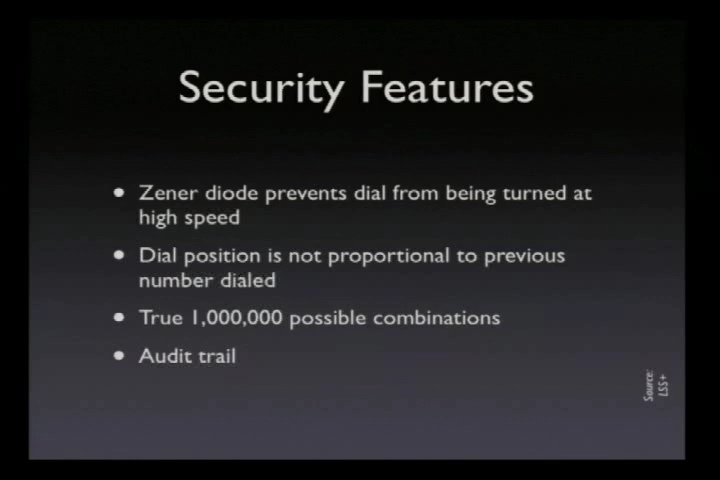 Security Features
• Zener diode prevents dial from being turned at
high speed
• Dial position is not proportional to previous
number dialed
• True 1,000,000 possible combinations
• Audit trail
Source:
LSS+